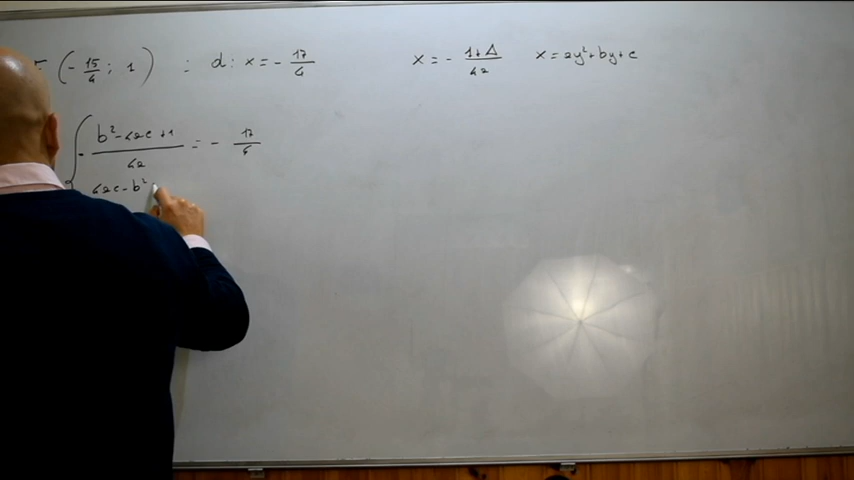 (- 15/4 ; 1) : d: x = - 17/4 x = - 1+Δ/4a x = ay²+by+c
{ - b²-4ac+1/4a = - 17/4
4ac-b²